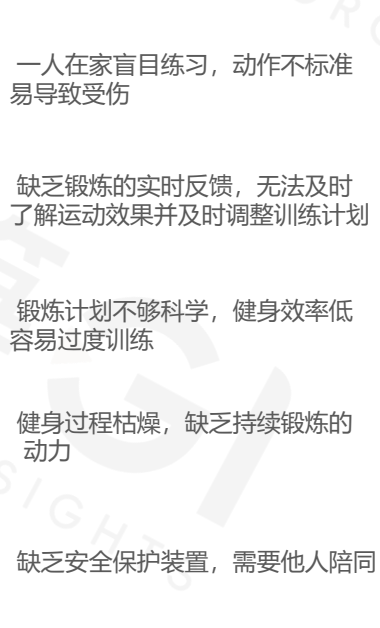 一人在家盲目练习，动作不标准
易导致受伤
缺乏锻炼的实时反馈，无法及时
了解运动效果并及时调整训练计划
锻炼计划不够科学，健身效率低
容易过度训练
健身过程枯燥，缺乏持续锻炼的
动力
缺乏安全保护装置，需要他人陪同